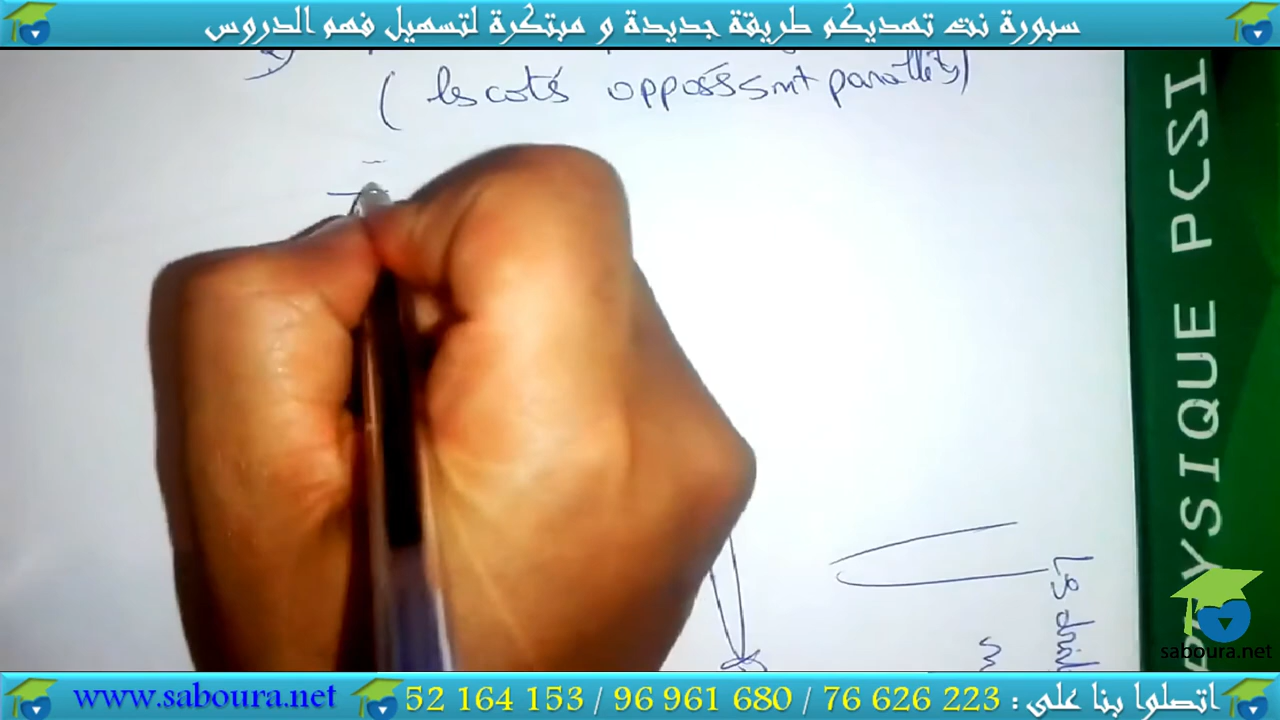 سبورة نت تهديكم طريقة جديدة و مبتكرة لتسهيل فهم الدروس
(les cotés opposés sont parallèls)
PHYSIQUE PCSI
saboura.net
www.saboura.net
52 164 153 / 96 961 680 / 76 626 223 : اتصلوا بنا على